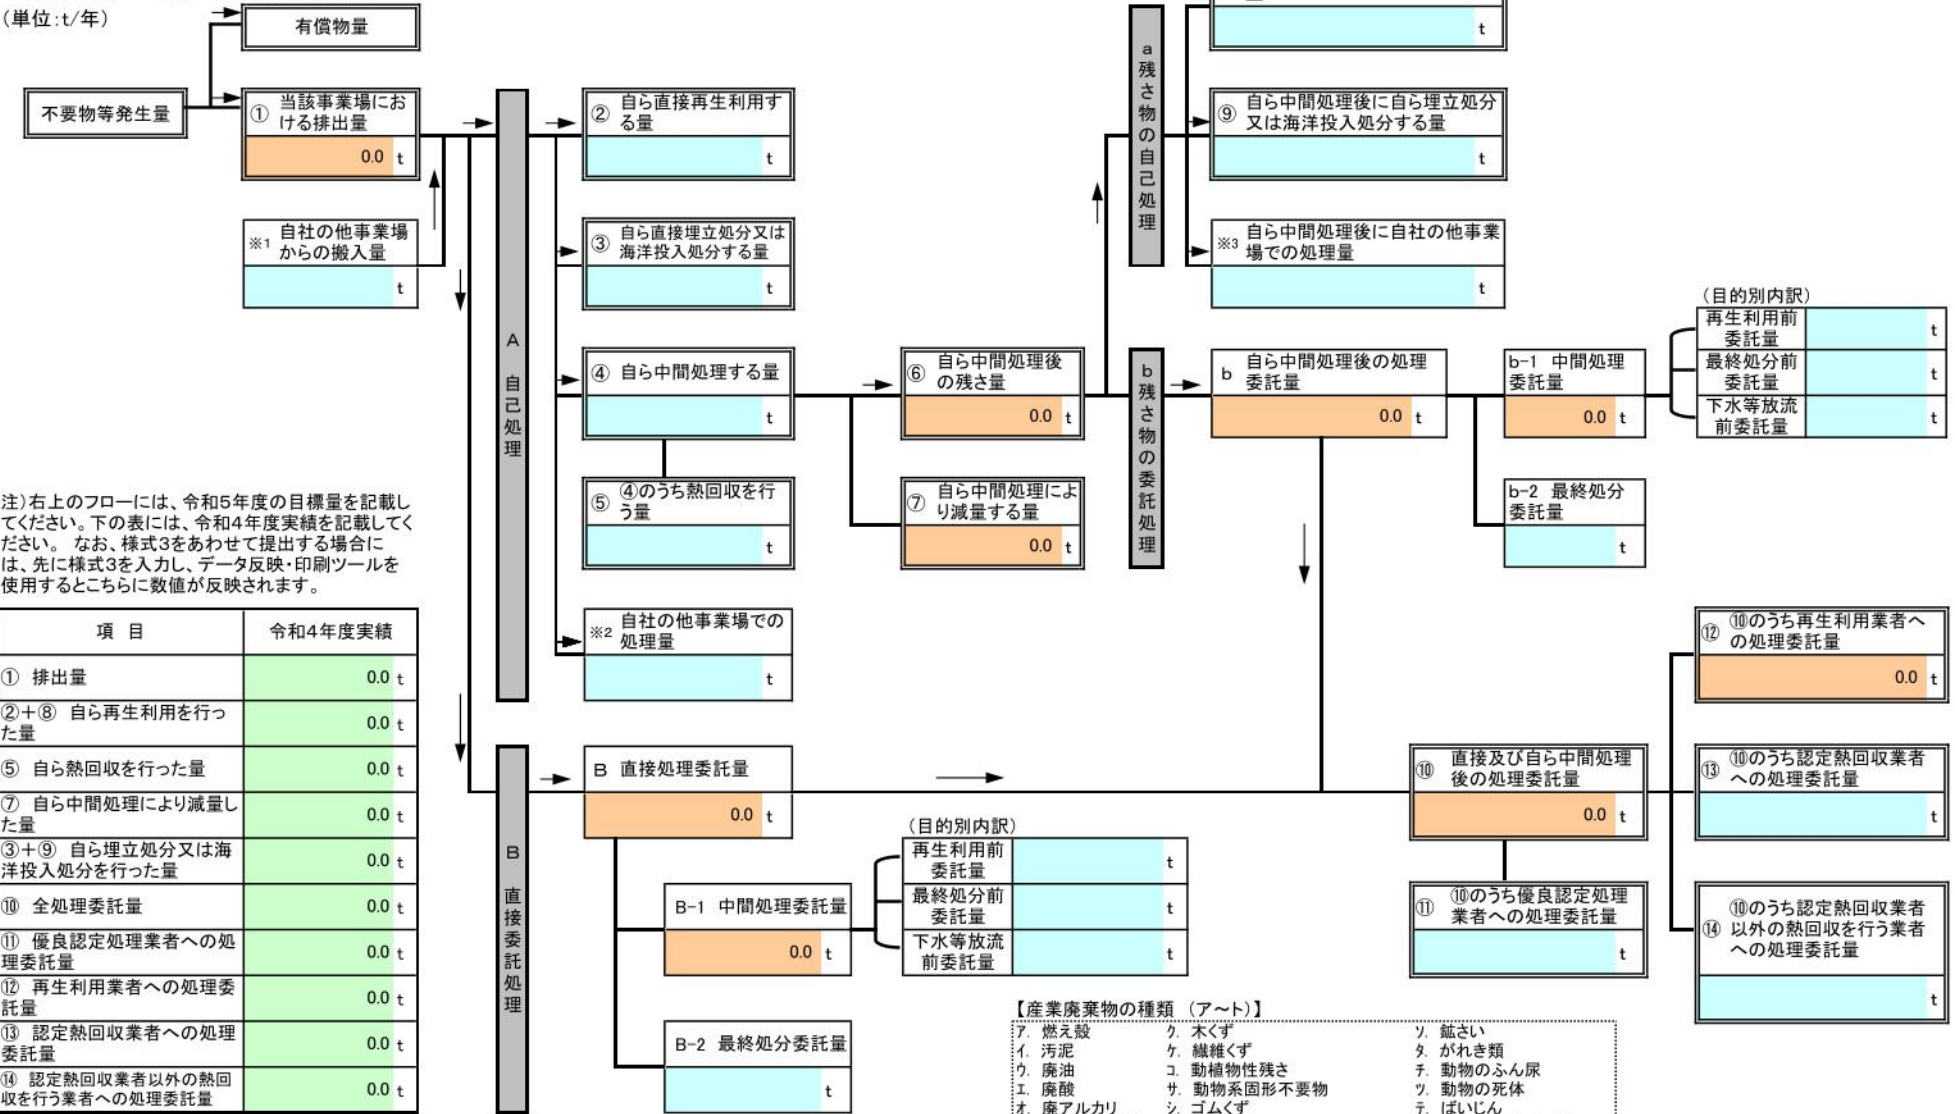 (単位:t/年)
有償物量
不要物等発生量
① 当該事業場にお
ける排出量
0.0 t
※1 自社の他事業場
からの搬入量
t
A 自己処理
② 自ら直接再生利用す
る量
t
③ 自ら直接埋立処分又は
海洋投入処分する量
t
④ 自ら中間処理する量
t
⑤ ④のうち熱回収を行
う量
t
※2 自社の他事業場での
処理量
t
⑥ 自ら中間処理後
の残さ量
0.0 t
⑦ 自ら中間処理によ
り減量する量
0.0 t
a 残さ物の自己処理
t
⑨ 自ら中間処理後に自ら埋立処分
又は海洋投入処分する量
t
※3 自ら中間処理後に自社の他事業
場での処理量
t
b 残さ物の委託処理
b 自ら中間処理後の処理
委託量
0.0 t
b-1 中間処理
委託量
0.0 t
(目的別内訳)
再生利用前
委託量
t
最終処分前
委託量
t
下水等放流
前委託量
t
b-2 最終処分
委託量
t
注)右上のフローには、令和5年度の目標量を記載し
てください。下の表には、令和4年度実績を記載してく
ださい。 なお、様式3をあわせて提出する場合に
は、先に様式3を入力し、データ反映・印刷ツールを
使用するとこちらに数値が反映されます。
項 目 令和4年度実績
① 排出量 0.0 t
②+⑧ 自ら再生利用を行っ
た量 0.0 t
⑤ 自ら熱回収を行った量 0.0 t
⑦ 自ら中間処理により減量し
た量 0.0 t
③+⑨ 自ら埋立処分又は海
洋投入処分を行った量 0.0 t
⑩ 全処理委託量 0.0 t
⑪ 優良認定処理業者への処
理委託量 0.0 t
⑫ 再生利用業者への処理委
託量 0.0 t
⑬ 認定熱回収業者への処理
委託量 0.0 t
⑭ 認定熱回収業者以外の熱回
収を行う業者への処理委託量 0.0 t
B 直接委託処理
B 直接処理委託量
0.0 t
B-1 中間処理委託量
0.0 t
(目的別内訳)
再生利用前
委託量
t
最終処分前
委託量
t
下水等放流
前委託量
t
B-2 最終処分委託量
t
⑩ 直接及び自ら中間処理
後の処理委託量
0.0 t
⑪ ⑩のうち優良認定処理
業者への処理委託量
t
⑫ ⑩のうち再生利用業者へ
の処理委託量
0.0 t
⑬ ⑩のうち認定熱回収業者
への処理委託量
t
⑭ ⑩のうち認定熱回収業者
以外の熱回収を行う業者
への処理委託量
t
【産業廃棄物の種類 (ア～ト)】
ア. 燃え殻 ク. 木くず ソ. 鉱さい
イ. 汚泥 ケ. 繊維くず タ. がれき類
ウ. 廃油 コ. 動植物性残さ チ. 動物のふん尿
エ. 廃酸 サ. 動物系固形不要物 ツ. 動物の死体
オ. 廃アルカリ シ. ゴムくず テ. ばいじん